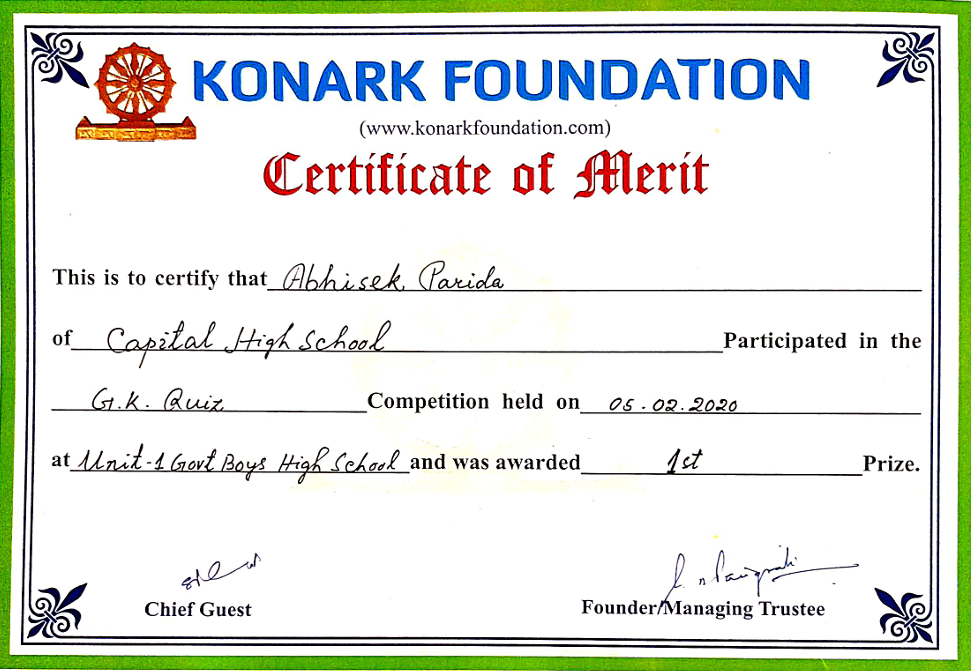 KONARK FOUNDATION
(www.konarkfoundation.com)
Certificate of Merit
This is to certify that Abhisek Parida
of Capital High School Participated in the
G.K. Quiz Competition held on 05.02.2020
at Unit-1 Govt Boys High School and was awarded 1st Prize.
Chief Guest Founder/Managing Trustee